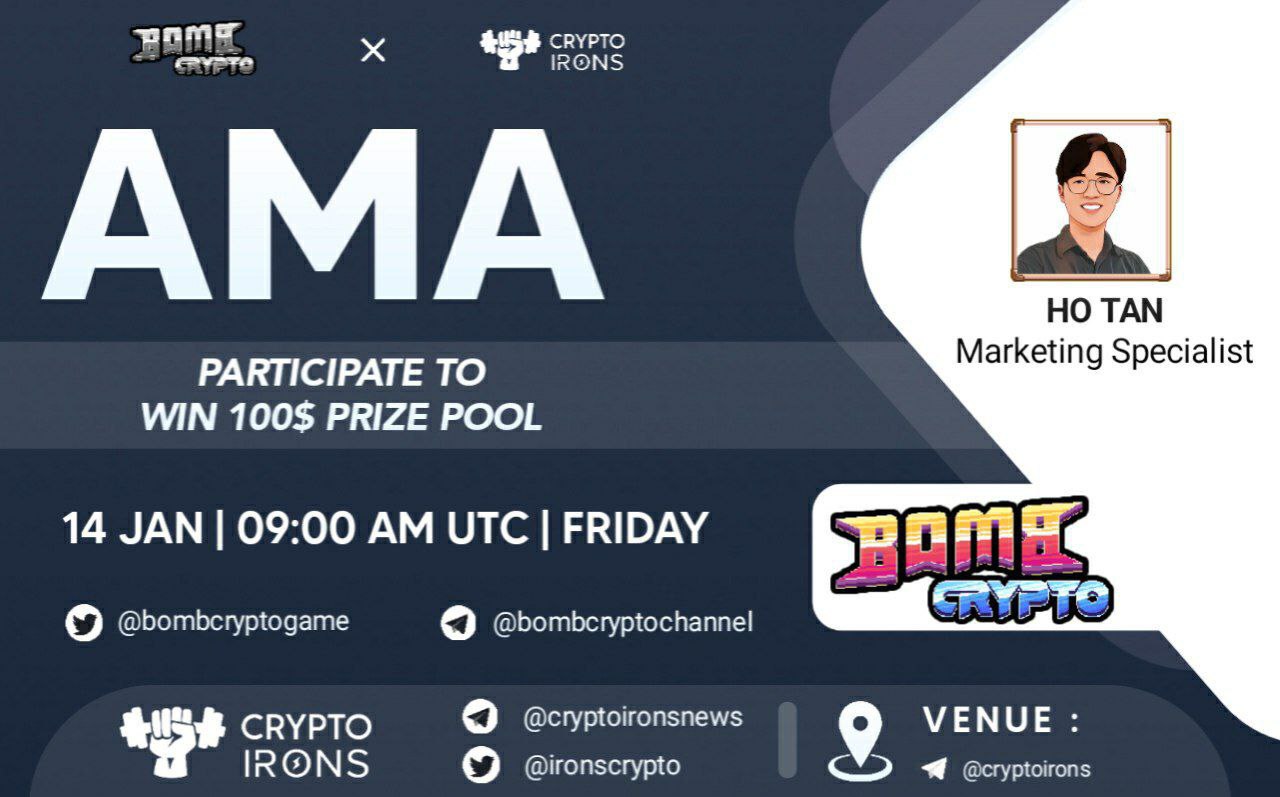 BOMB
CRYPTO
X
CRYPTO
IRONS
AMA
HO TAN
Marketing Specialist
PARTICIPATE TO
WIN 100$ PRIZE POOL
14 JAN | 09:00 AM UTC | FRIDAY
BOMB
CRYPTO
@bombcryptogame
@bombcryptochannel
CRYPTO
IRONS
@cryptoironsnews
@ironscrypto
VENUE :
@cryptoirons